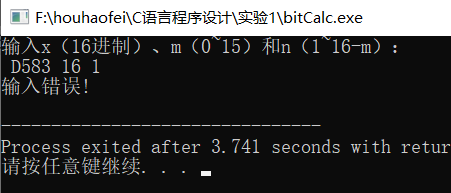 F:\houhaofei\C语言程序设计\实验1\bitCalc.exe
输入x（16进制）、m（0~15）和n（1~16-m）：
D583 16 1
输入错误!
--------------------------------
Process exited after 3.741 seconds with retur
请按任意键继续. . .